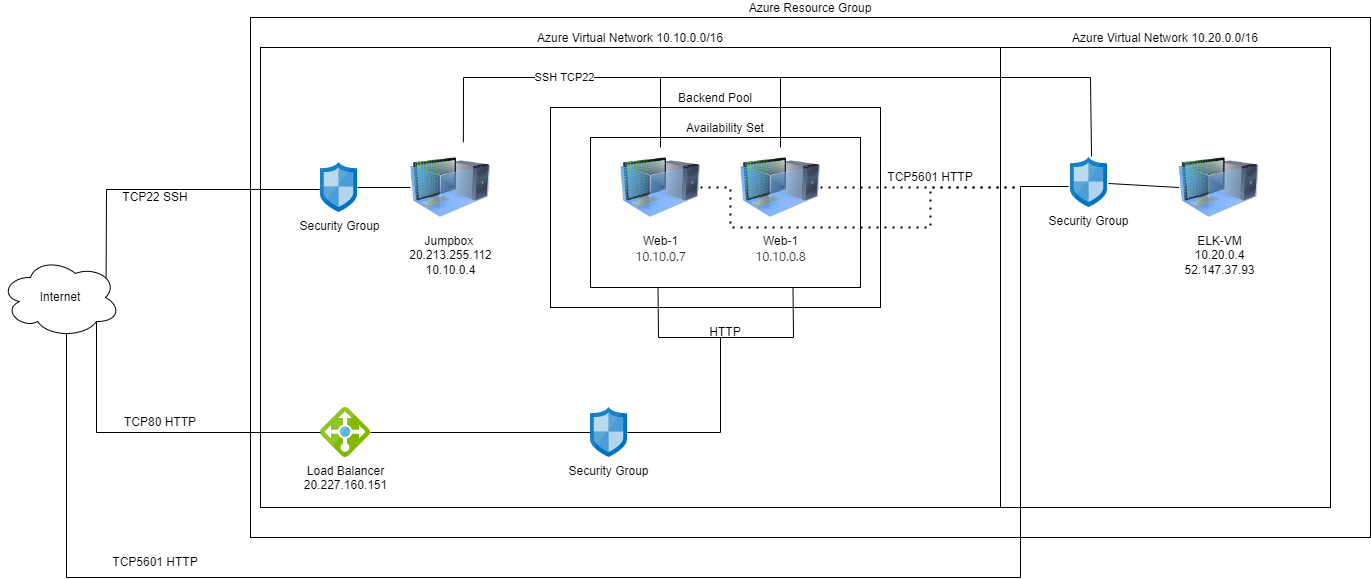 Azure Resource Group
Azure Virtual Network 10.10.0.0/16
Azure Virtual Network 10.20.0.0/16
SSH TCP22
Backend Pool
Availability Set
TCP22 SSH
Security Group
Jumpbox
20.213.255.112
10.10.0.4
Web-1
10.10.0.7
Web-1
10.10.0.8
TCP5601 HTTP
Security Group
ELK-VM
10.20.0.4
52.147.37.93
Internet
HTTP
TCP80 HTTP
Load Balancer
20.227.160.151
Security Group
TCP5601 HTTP